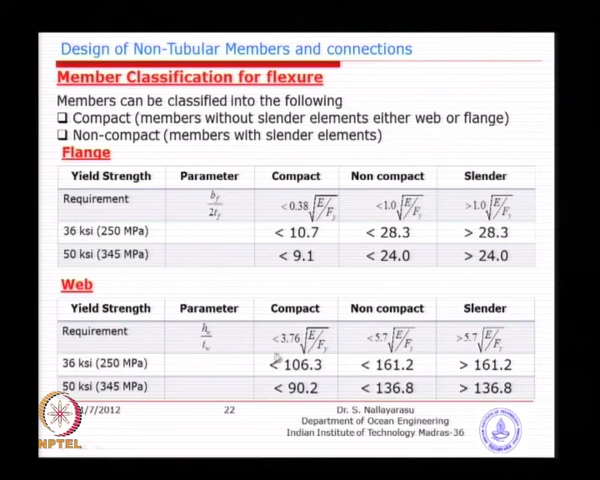 Design of Non-Tubular Members and connections
Member Classification for flexure
Members can be classified into the following
❑ Compact (members without slender elements either web or flange)
❑ Non-compact (members with slender elements)
Flange
Yield Strength Parameter Compact Non compact Slender
Requirement b_f/2t_f <0.38√E/F_y <1.0√E/F_y >1.0√E/F_y
36 ksi (250 MPa) < 10.7 < 28.3 > 28.3
50 ksi (345 MPa) < 9.1 < 24.0 > 24.0
Web
Yield Strength Parameter Compact Non compact Slender
Requirement <3.76√E/F_y <5.7√E/F_y >5.7√E/F_y
36 ksi (250 MPa) < 106.3 < 161.2 > 161.2
50 ksi (345 MPa) < 90.2 < 136.8 > 136.8
1/7/2012 22 Dr. S. Nallayarasu
Department of Ocean Engineering
Indian Institute of Technology Madras-36
NPTEL